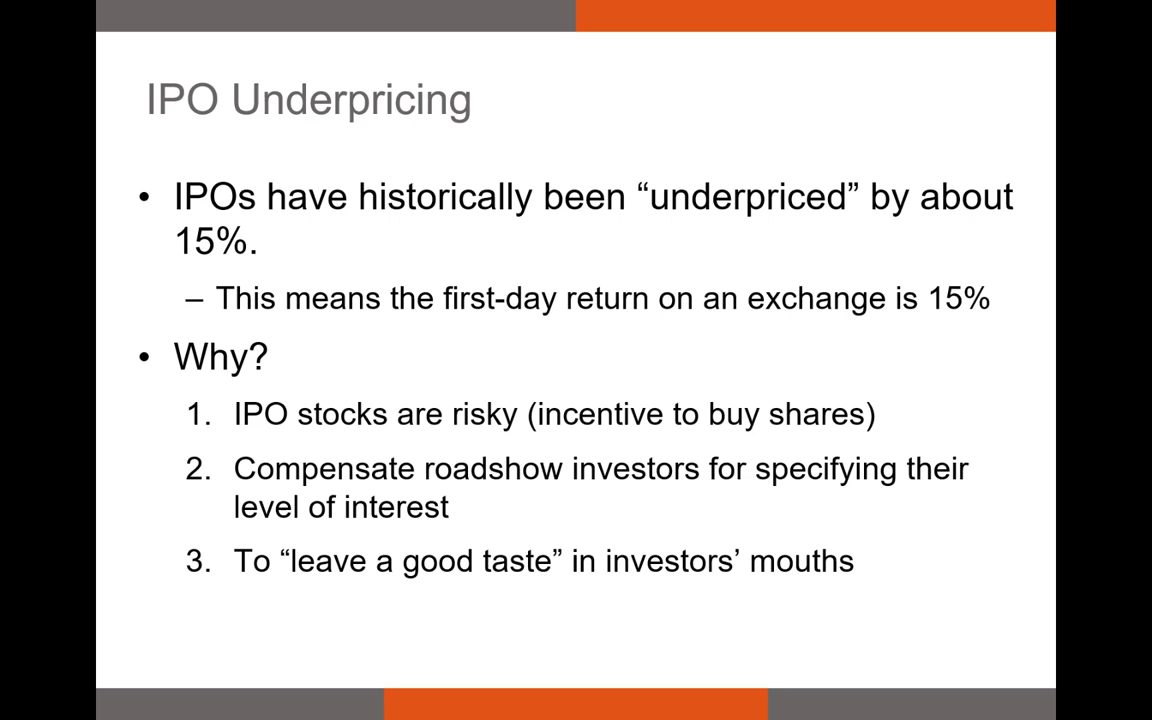 IPO Underpricing
• IPOs have historically been “underpriced” by about
15%.
– This means the first-day return on an exchange is 15%
• Why?
1. IPO stocks are risky (incentive to buy shares)
2. Compensate roadshow investors for specifying their
level of interest
3. To “leave a good taste” in investors’ mouths